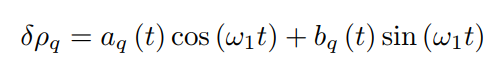 δρ_q = a_q (t) cos (ω_1 t) + b_q (t) sin (ω_1 t)